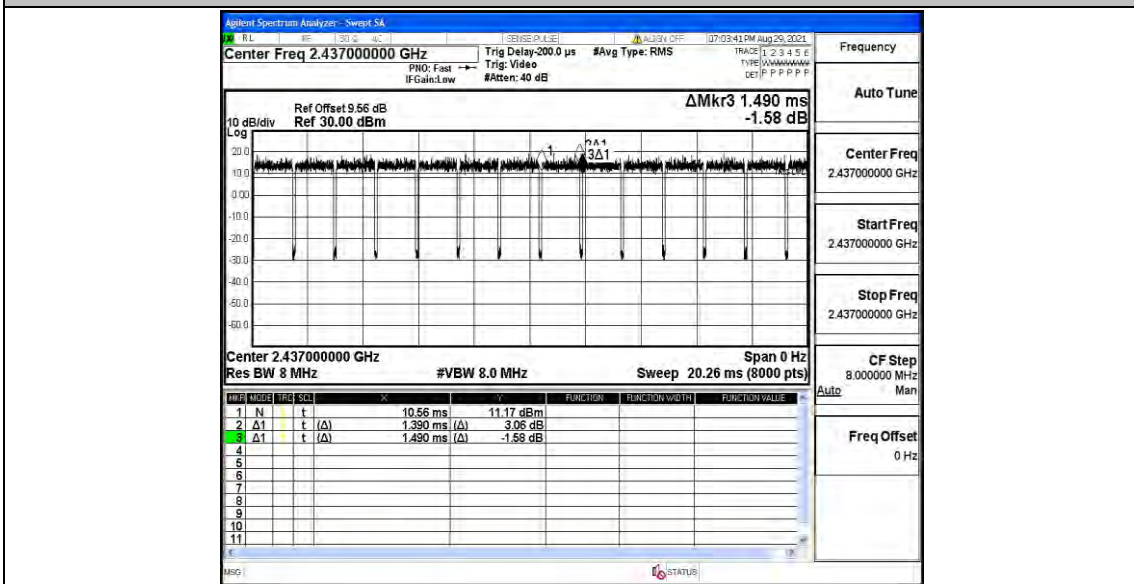 Agilent Spectrum Analyzer - Swept SA
RL RF 50 Ω AC SENSE:PULSE ALIGN OFF 07:03:41 PM Aug 29, 2021
Center Freq 2.437000000 GHz
PNO: Fast
IFGain:Low
Trig Delay-200.0 µs
Trig: Video
#Atten: 40 dB
#Avg Type: RMS
TRACE 1 2 3 4 5 6
TYPE
DET P P P P P P
Frequency
Auto Tune
Center Freq
2.437000000 GHz
Start Freq
2.437000000 GHz
Stop Freq
2.437000000 GHz
CF Step
8.000000 MHz
Auto Man
Freq Offset
0 Hz
ΔMkr3 1.490 ms
-1.58 dB
Ref Offset 9.56 dB
10 dB/div Ref 30.00 dBm
Log
20.0
10.0
0.00
-10.0
-20.0
-30.0
-40.0
-50.0
-60.0
1
2Δ1
3Δ1
Center 2.437000000 GHz Span 0 Hz
Res BW 8 MHz #VBW 8.0 MHz Sweep 20.26 ms (8000 pts)
MKR MODE TRC SCL X Y FUNCTION FUNCTION WIDTH FUNCTION VALUE
1 N 1 t 10.56 ms 11.17 dBm
2 Δ1 1 t (Δ) 1.390 ms (Δ) 3.06 dB
3 Δ1 1 t (Δ) 1.490 ms (Δ) -1.58 dB
4
5
6
7
8
9
10
11
MSG STATUS